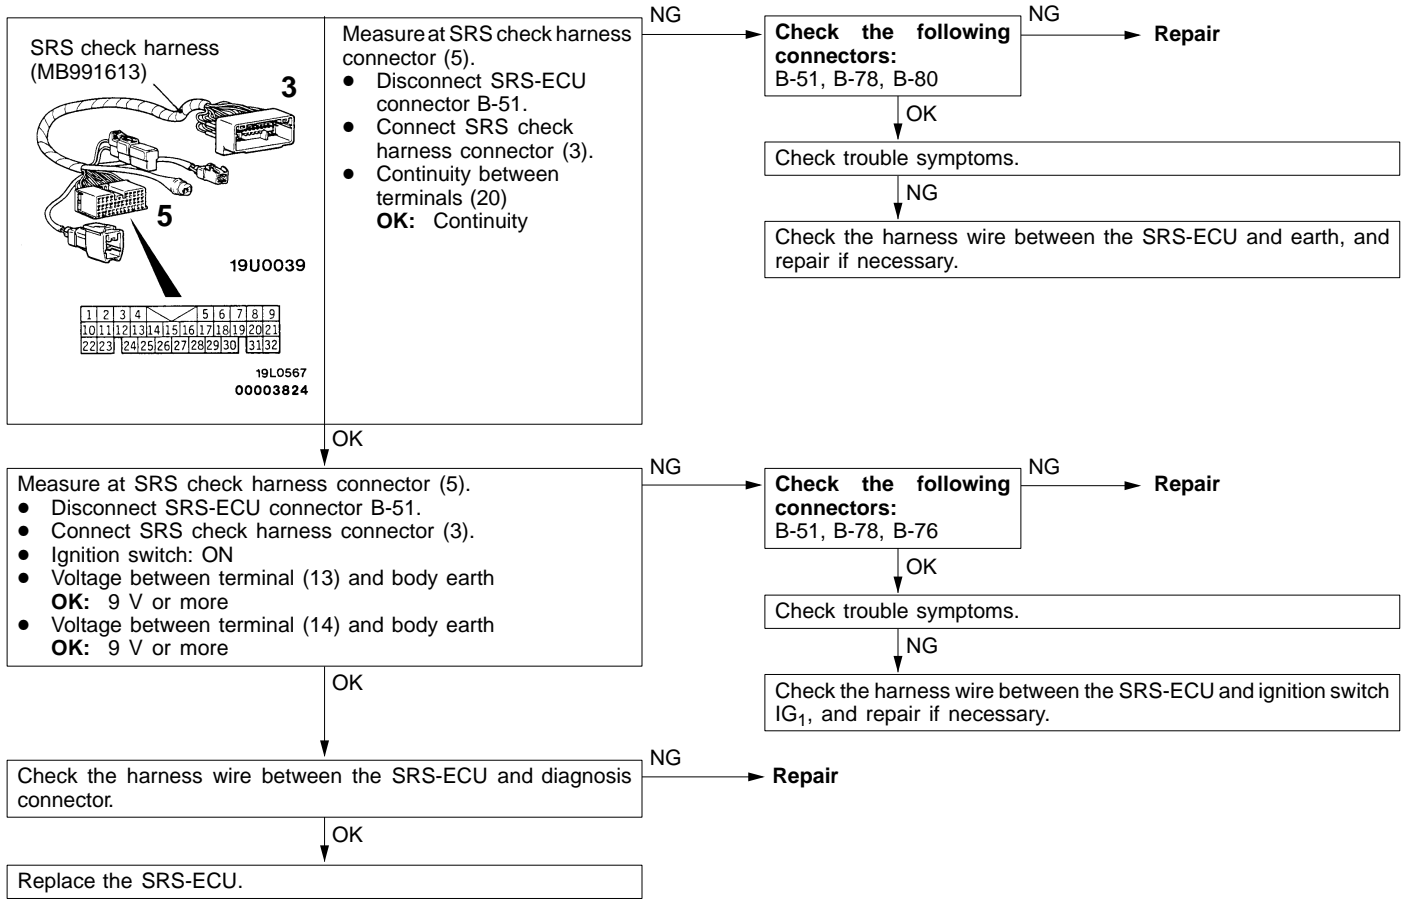 SRS check harness
(MB991613)
3
5
19U0039
1 2 3 4 5 6 7 8 9
10 11 12 13 14 15 16 17 18 19 20 21
22 23 24 25 26 27 28 29 30 31 32
19L0567
00003824
Measure at SRS check harness
connector (5).
● Disconnect SRS-ECU
connector B-51.
● Connect SRS check
harness connector (3).
● Continuity between
terminals (20)
OK: Continuity
NG
Check the following
connectors:
B-51, B-78, B-80
NG
Repair
OK
Check trouble symptoms.
NG
Check the harness wire between the SRS-ECU and earth, and
repair if necessary.
OK
Measure at SRS check harness connector (5).
● Disconnect SRS-ECU connector B-51.
● Connect SRS check harness connector (3).
● Ignition switch: ON
● Voltage between terminal (13) and body earth
OK: 9 V or more
● Voltage between terminal (14) and body earth
OK: 9 V or more
NG
Check the following
connectors:
B-51, B-78, B-76
NG
Repair
OK
Check trouble symptoms.
NG
Check the harness wire between the SRS-ECU and ignition switch
IG1, and repair if necessary.
OK
Check the harness wire between the SRS-ECU and diagnosis
connector.
NG
Repair
OK
Replace the SRS-ECU.